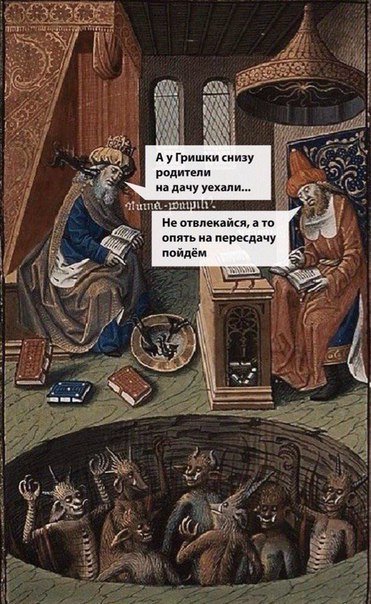 А у Гришки снизу
родители
на дачу уехали...
Не отвлекайся, а то
опять на пересдачу
пойдём